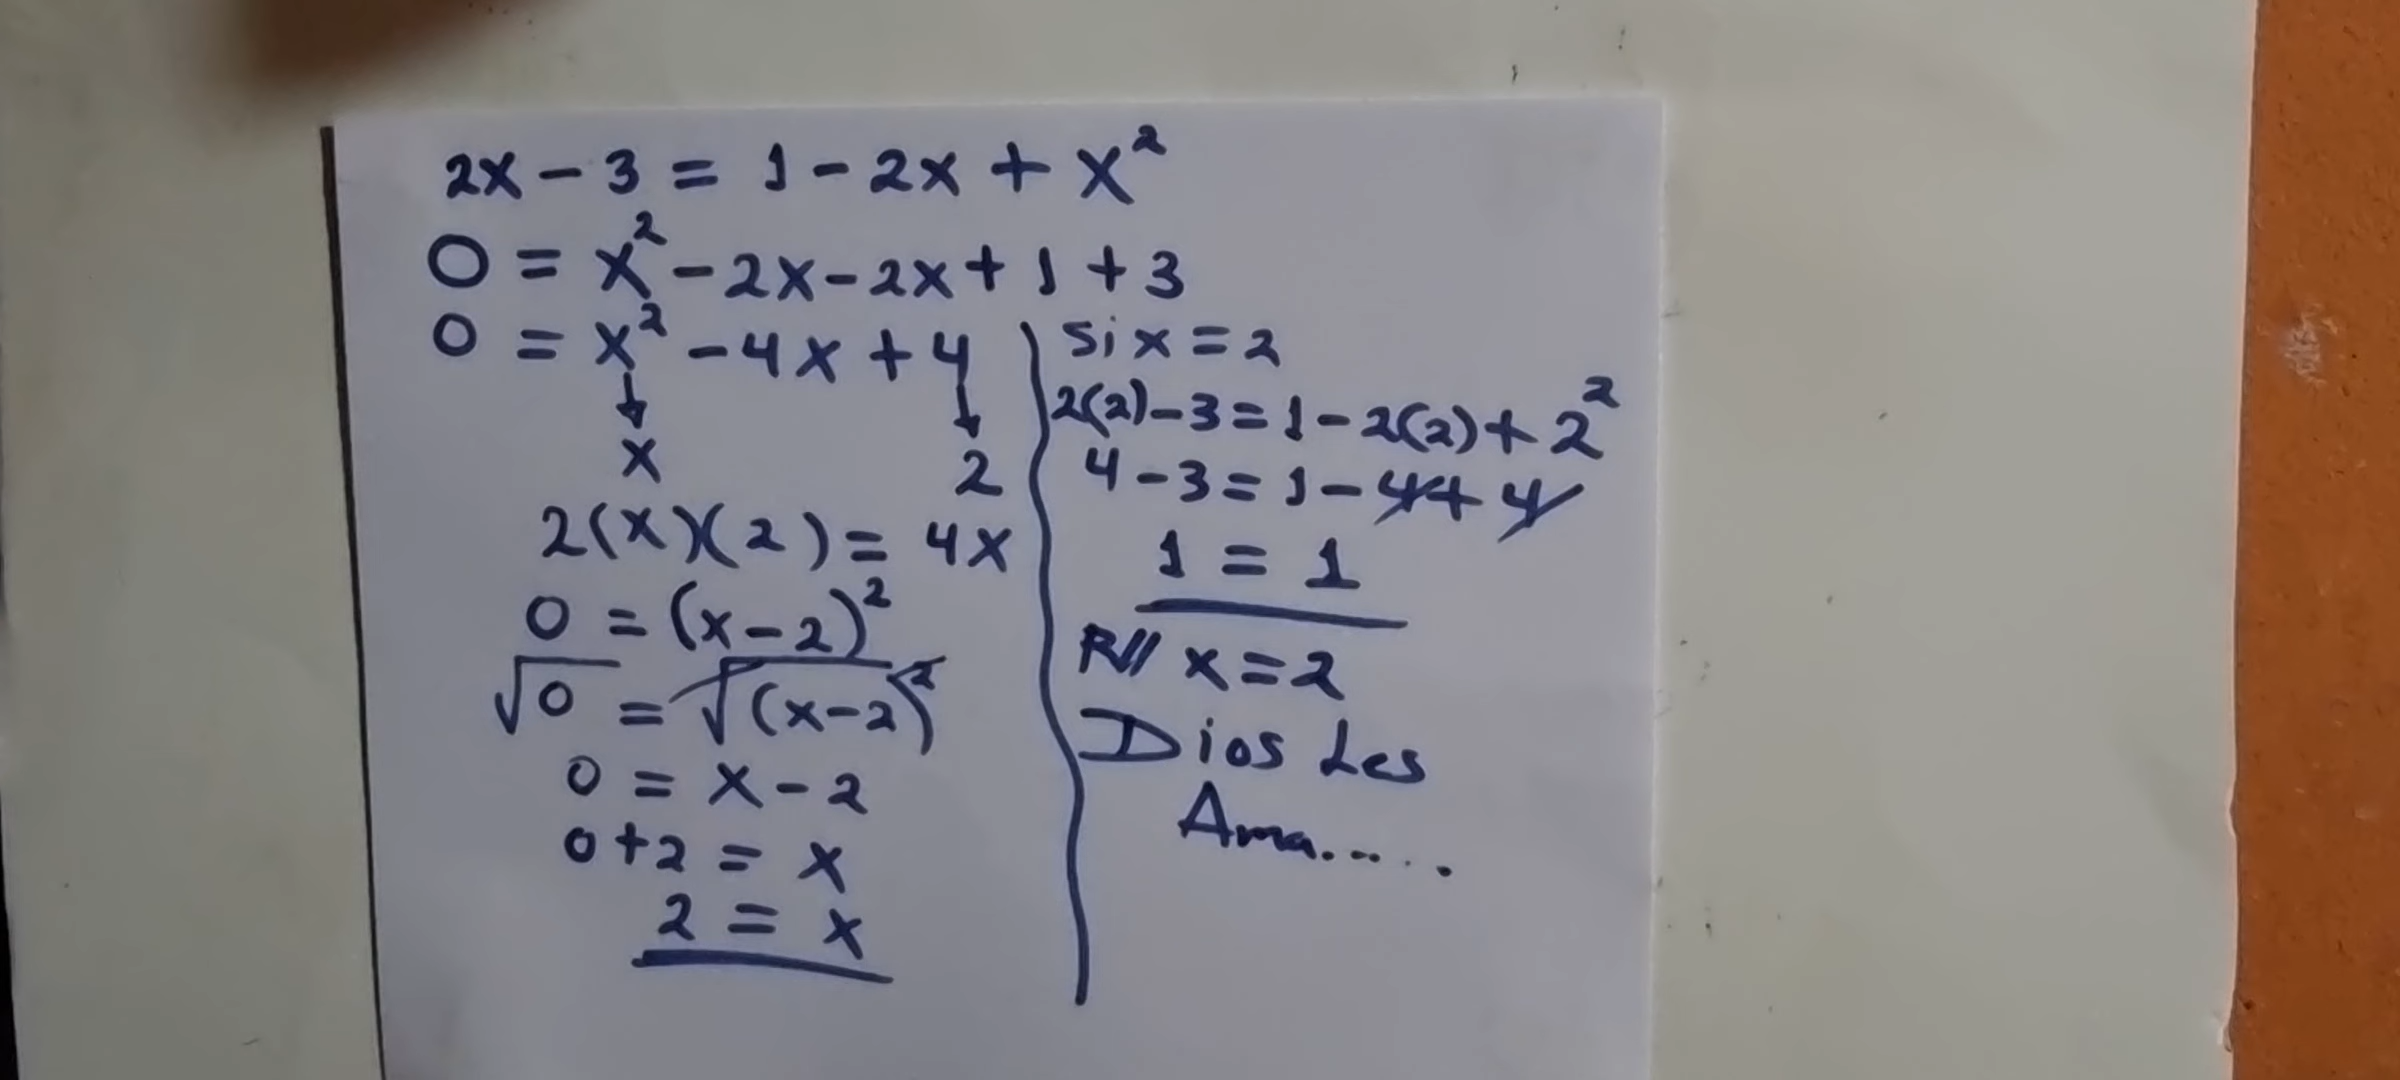 2x - 3 = 1 - 2x + x²
0 = x² - 2x - 2x + 1 + 3
0 = x² - 4x + 4
↓ ↓
x 2
2(x)(2) = 4x
0 = (x - 2)²
√0 = √(x - 2)²
0 = x - 2
0 + 2 = x
2 = x
si x = 2
2(2) - 3 = 1 - 2(2) + 2²
4 - 3 = 1 - 4 + 4
1 = 1
R// x = 2
Dios Les
Ama.....